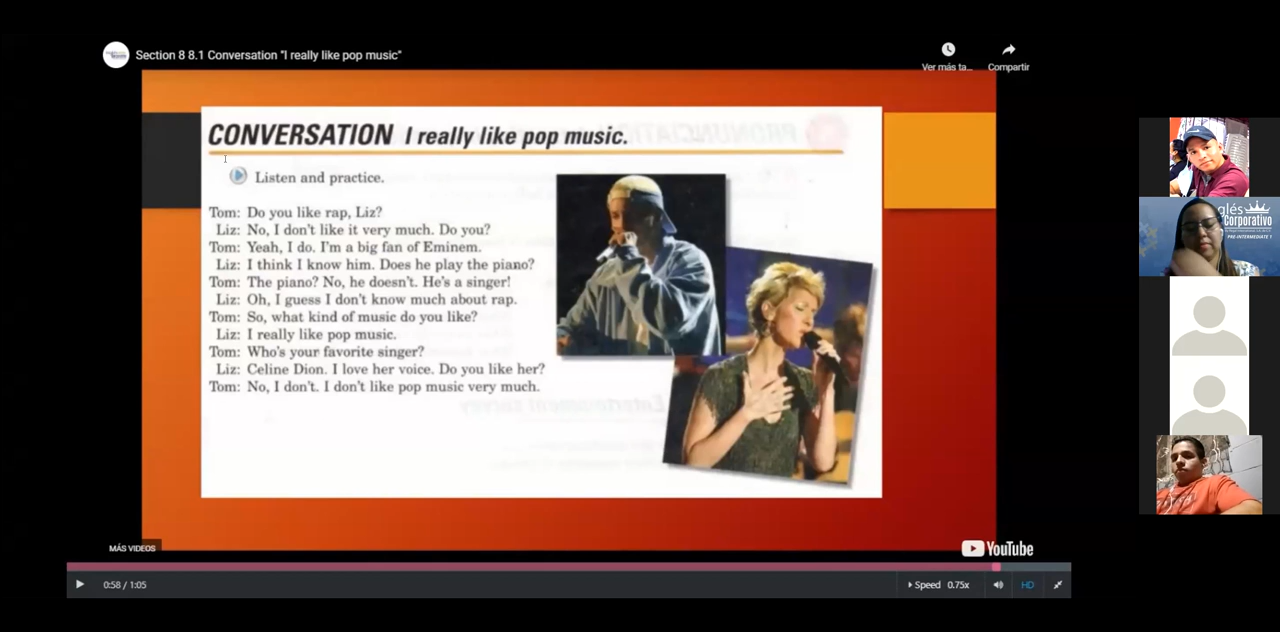 Section 8 8.1 Conversation "I really like pop music"
Ver más ta...
Compartir
CONVERSATION I really like pop music.
Listen and practice.
Tom: Do you like rap, Liz?
Liz: No, I don't like it very much. Do you?
Tom: Yeah, I do. I'm a big fan of Eminem.
Liz: I think I know him. Does he play the piano?
Tom: The piano? No, he doesn't. He's a singer!
Liz: Oh, I guess I don't know much about rap.
Tom: So, what kind of music do you like?
Liz: I really like pop music.
Tom: Who's your favorite singer?
Liz: Celine Dion. I love her voice. Do you like her?
Tom: No, I don't. I don't like pop music very much.
glés
Corporativo
PRE-INTERMEDIATE 1
MÁS VIDEOS
YouTube
0:58 / 1:05
Speed 0.75x
HD